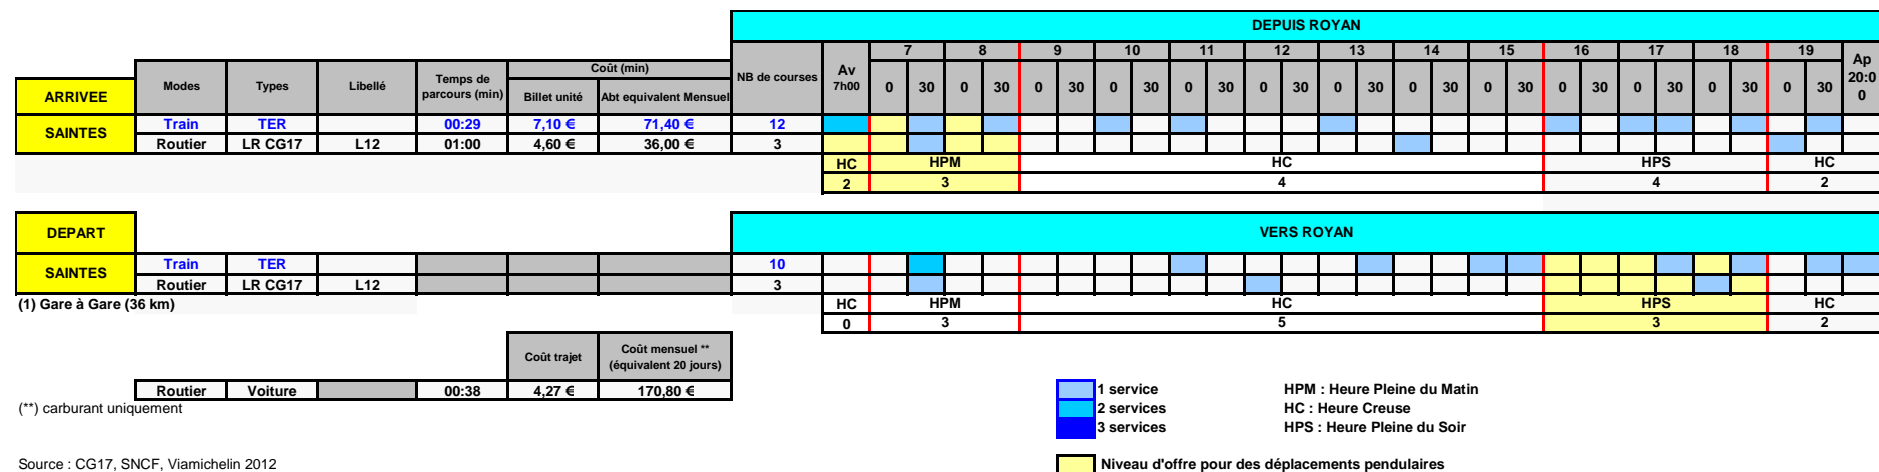 DEPUIS ROYAN
7 8 9 10 11 12 13 14 15 16 17 18 19
ARRIVEE Modes Types Libellé Temps de parcours (min) Coût (min) NB de courses Av 7h00 0 30 0 30 0 30 0 30 0 30 0 30 0 30 0 30 0 30 0 30 0 30 0 30 0 30 Ap 20:00
Billet unité Abt equivalent Mensuel
SAINTES Train TER 00:29 7,10 € 71,40 € 12
Routier LR CG17 L12 01:00 4,60 € 36,00 € 3
HC HPM HC HPS HC
2 3 4 4 2
DEPART VERS ROYAN
SAINTES Train TER 10
Routier LR CG17 L12 3
(1) Gare à Gare (36 km) HC HPM HC HPS HC
0 3 5 3 2
Coût trajet Coût mensuel ** (équivalent 20 jours)
Routier Voiture 00:38 4,27 € 170,80 €
(**) carburant uniquement
1 service HPM : Heure Pleine du Matin
2 services HC : Heure Creuse
3 services HPS : Heure Pleine du Soir
Source : CG17, SNCF, Viamichelin 2012 Niveau d'offre pour des déplacements pendulaires